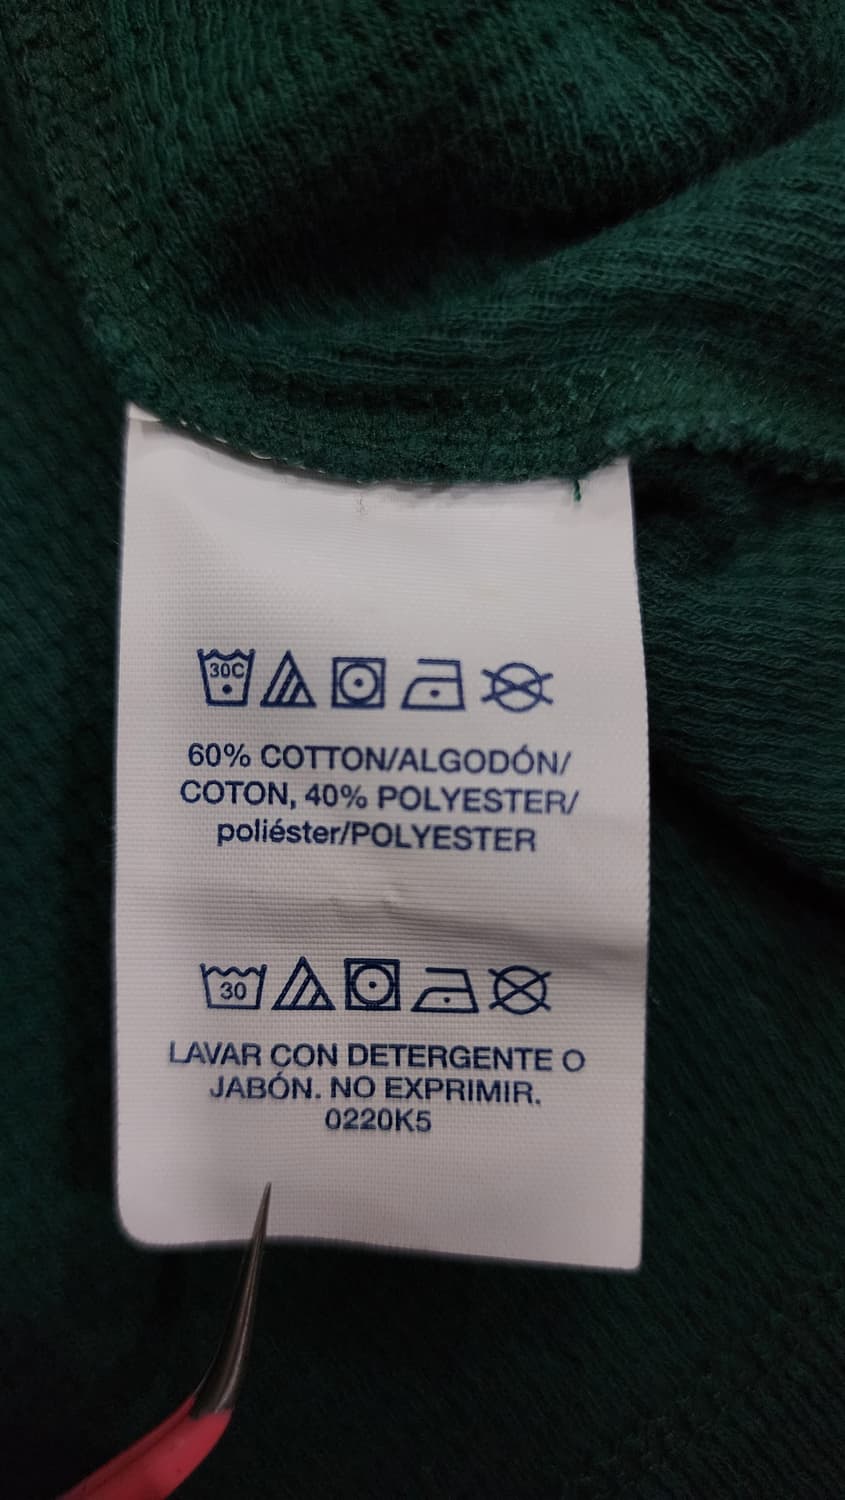 30C
60% COTTON/ALGODÓN/
COTON, 40% POLYESTER/
poliéster/POLYESTER
30
LAVAR CON DETERGENTE O
JABÓN. NO EXPRIMIR.
0220K5